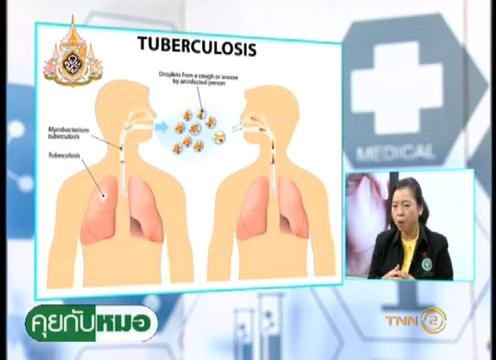 TUBERCULOSIS
Droplets from a cough or sneeze
by an infected person
Mycobacterium
tuberculosis
Tuberculosis
MEDICAL
คุยกับหมอ
TNN 2